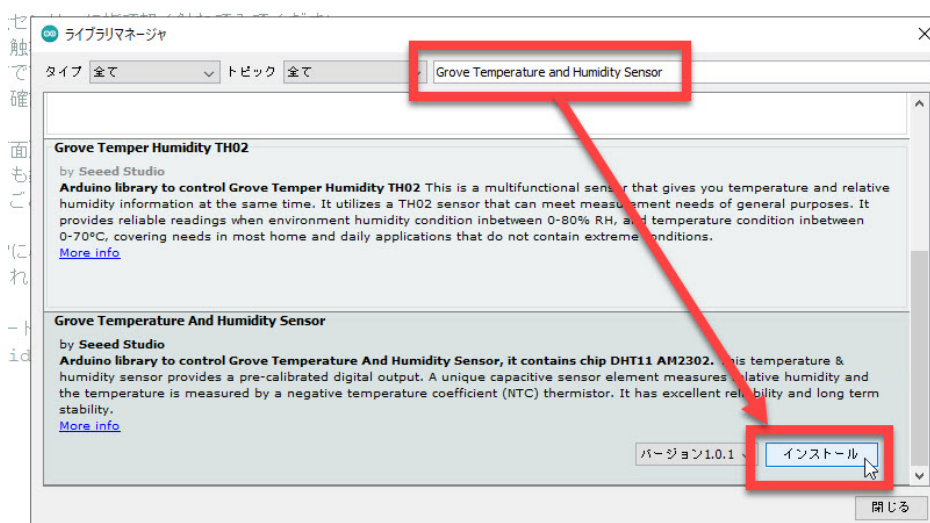 ライブラリマネージャ
タイプ 全て トピック 全て Grove Temperature and Humidity Sensor
Grove Temper Humidity TH02
by Seeed Studio
Arduino library to control Grove Temper Humidity TH02 This is a multifunctional sensor that gives you temperature and relative
humidity information at the same time. It utilizes a TH02 sensor that can meet measurement needs of general purposes. It
provides reliable readings when environment humidity condition inbetween 0-80% RH, and temperature condition inbetween
0-70°C, covering needs in most home and daily applications that do not contain extreme conditions.
More info
Grove Temperature And Humidity Sensor
by Seeed Studio
Arduino library to control Grove Temperature And Humidity Sensor, it contains chip DHT11 AM2302. This temperature &
humidity sensor provides a pre-calibrated digital output. A unique capacitive sensor element measures relative humidity and
the temperature is measured by a negative temperature coefficient (NTC) thermistor. It has excellent reliability and long term
stability.
More info
バージョン1.0.1 インストール
閉じる